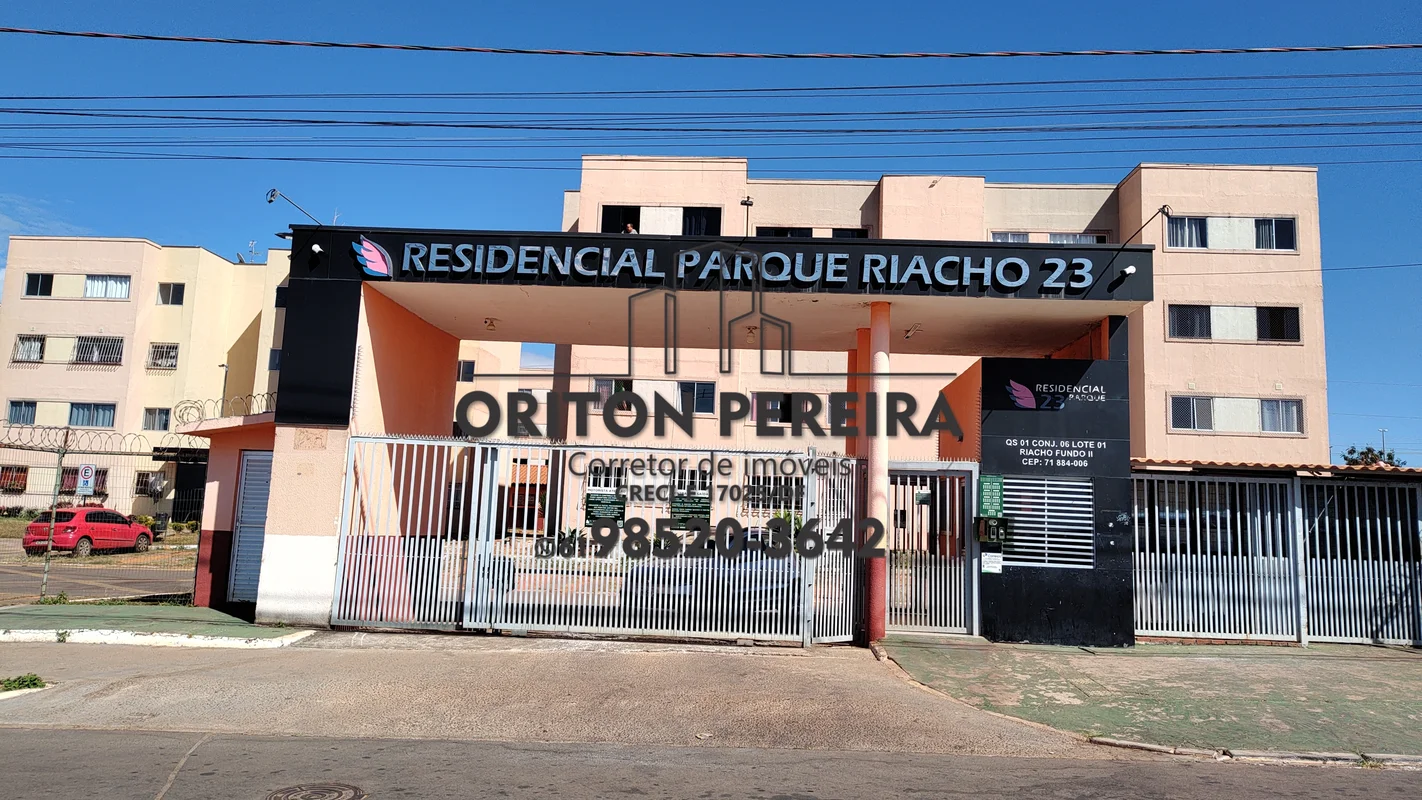 RESIDENCIAL PARQUE RIACHO 23
RESIDENCIAL
23 PARQUE
QS 01 CONJ. 06 LOTE 01
RIACHO FUNDO II
CEP: 71 884-006
ORITON PEREIRA
Corretor de imóveis
98520-3642
E